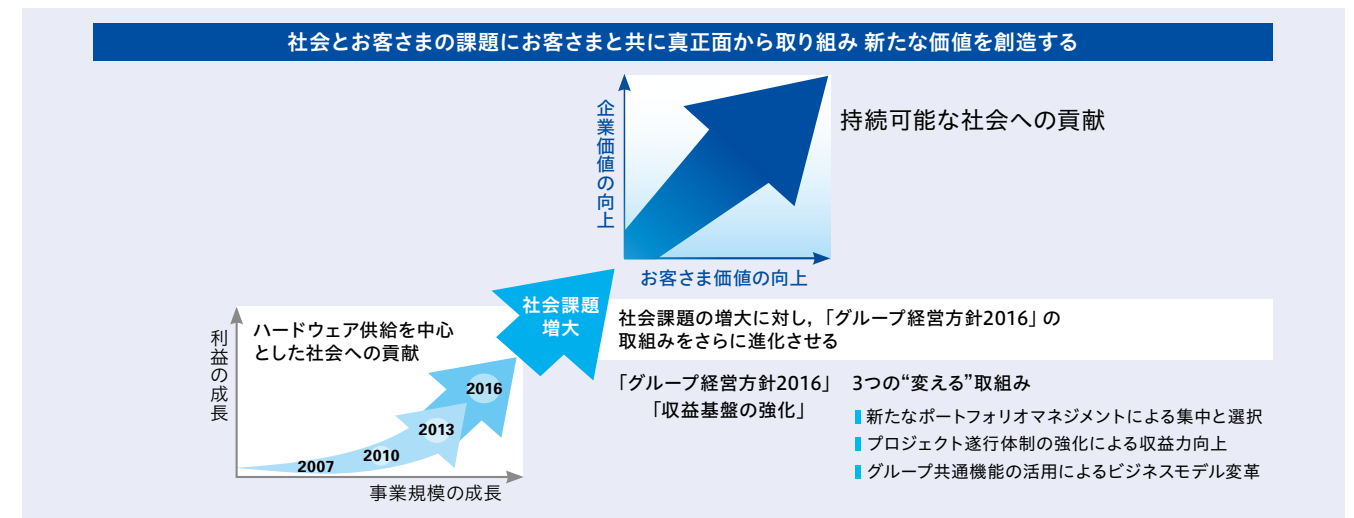 社会とお客さまの課題にお客さまと共に真正面から取り組み 新たな価値を創造する
企業価値の向上
持続可能な社会への貢献
お客さま価値の向上
社会課題
増大
利益の成長
ハードウェア供給を中心
とした社会への貢献
2016
2013
2010
2007
事業規模の成長
社会課題の増大に対し，「グループ経営方針2016」の
取組みをさらに進化させる
「グループ経営方針2016」
「収益基盤の強化」
3つの“変える”取組み
新たなポートフォリオマネジメントによる集中と選択
プロジェクト遂行体制の強化による収益力向上
グループ共通機能の活用によるビジネスモデル変革